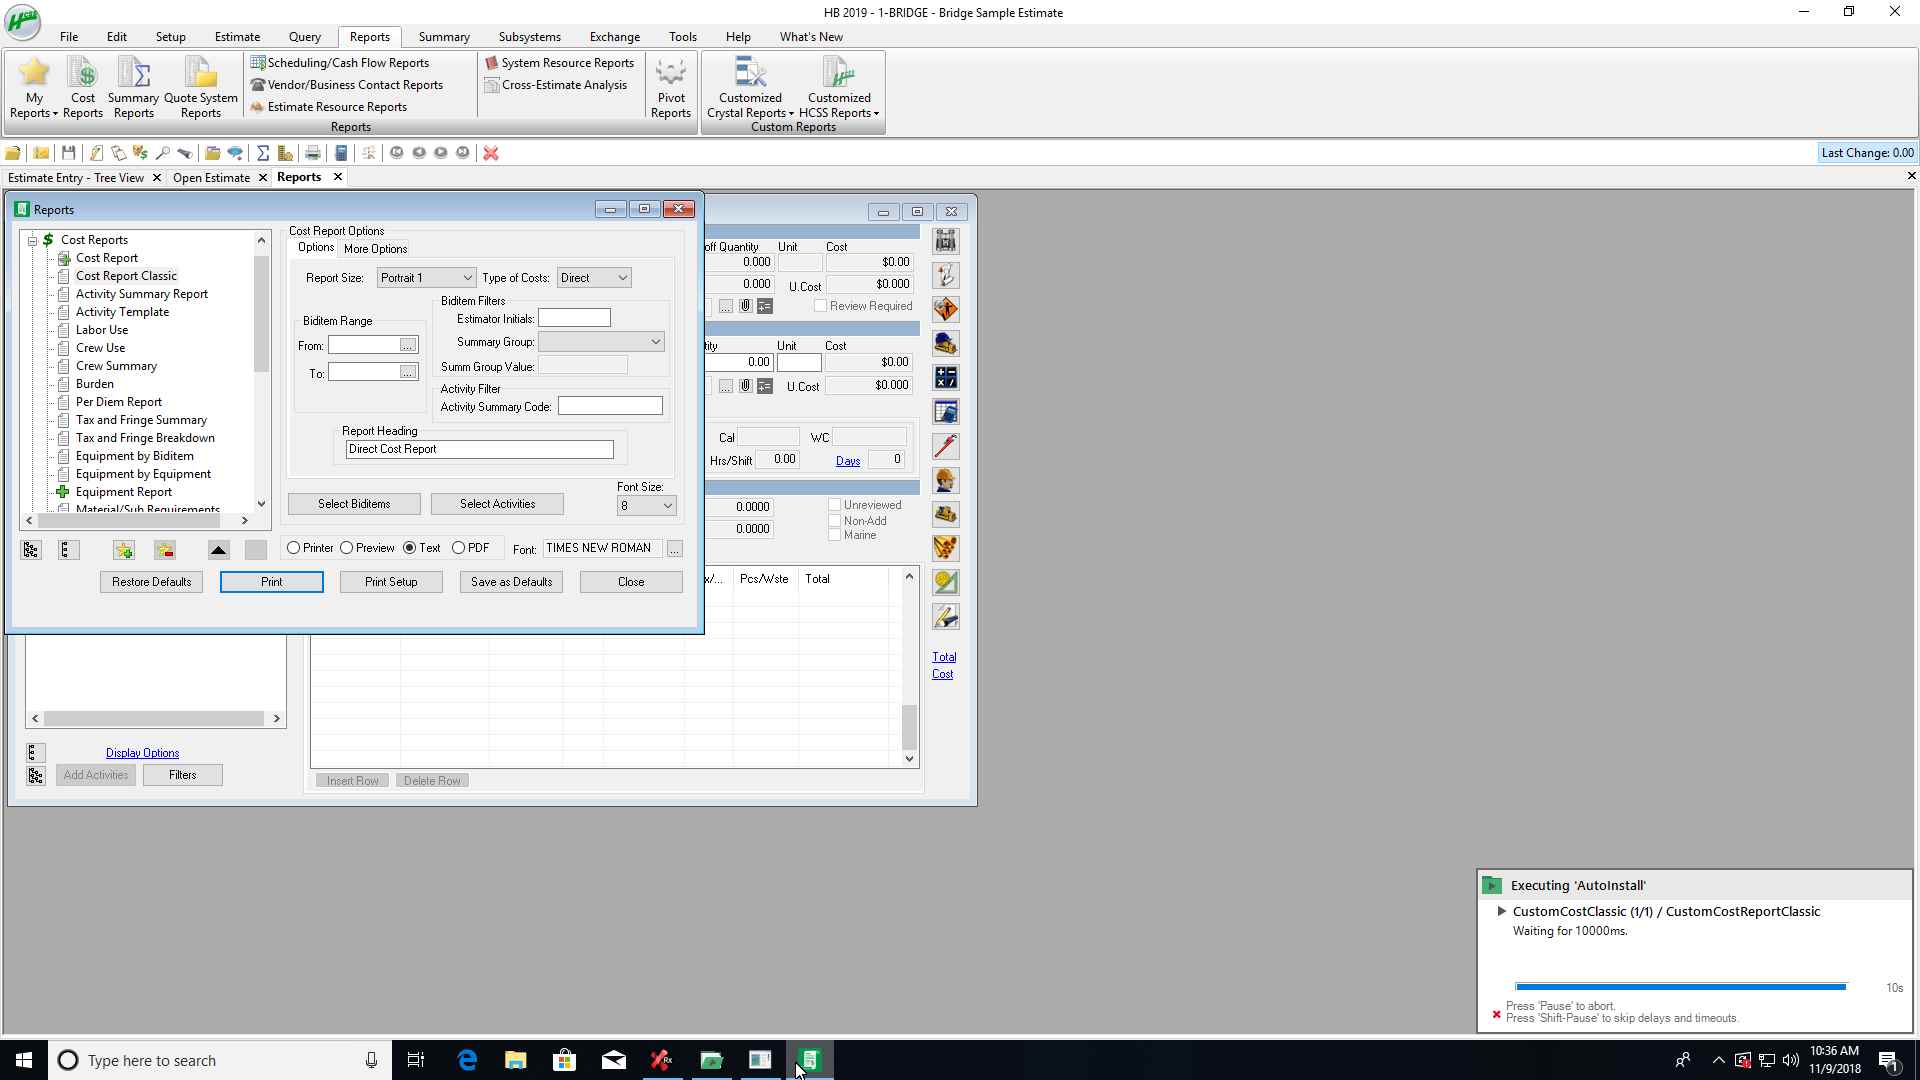 HB 2019 - 1-BRIDGE - Bridge Sample Estimate
File Edit Setup Estimate Query Reports Summary Subsystems Exchange Tools Help What's New
My Reports
Cost Reports
Summary Reports
Quote System Reports
Scheduling/Cash Flow Reports
Vendor/Business Contact Reports
Estimate Resource Reports
System Resource Reports
Cross-Estimate Analysis
Pivot Reports
Customized Crystal Reports
Customized HCSS Reports
Reports
Custom Reports
Last Change: 0.00
Estimate Entry - Tree View Open Estimate Reports
Reports
Cost Reports
Cost Report
Cost Report Classic
Activity Summary Report
Activity Template
Labor Use
Crew Use
Crew Summary
Burden
Per Diem Report
Tax and Fringe Summary
Tax and Fringe Breakdown
Equipment by Biditem
Equipment by Equipment
Equipment Report
Material/Sub Requirements
Cost Report Options
Options More Options
Report Size: Portrait 1 Type of Costs: Direct
Biditem Range
From:
To:
Biditem Filters
Estimator Initials:
Summary Group:
Summ Group Value:
Activity Filter
Activity Summary Code:
Report Heading
Direct Cost Report
Select Biditems Select Activities
Font Size:
8
Printer Preview Text PDF Font: TIMES NEW ROMAN ...
Restore Defaults Print Print Setup Save as Defaults Close
off Quantity Unit Cost
0.000 $0.00
0.000 U.Cost $0.000
Review Required
ity Unit Cost
0.00 $0.00
U.Cost $0.000
Cal WC
Hrs/Shift 0.00 Days 0
0.0000
0.0000
Unreviewed
Non-Add
Marine
x/... Pcs/Wste Total
Total
Cost
Display Options
Add Activities Filters
Insert Row Delete Row
Executing 'AutoInstall'
CustomCostClassic (1/1) / CustomCostReportClassic
Waiting for 10000ms.
10s
Press 'Pause' to abort.
Press 'Shift-Pause' to skip delays and timeouts.
Type here to search
10:36 AM
11/9/2018
1